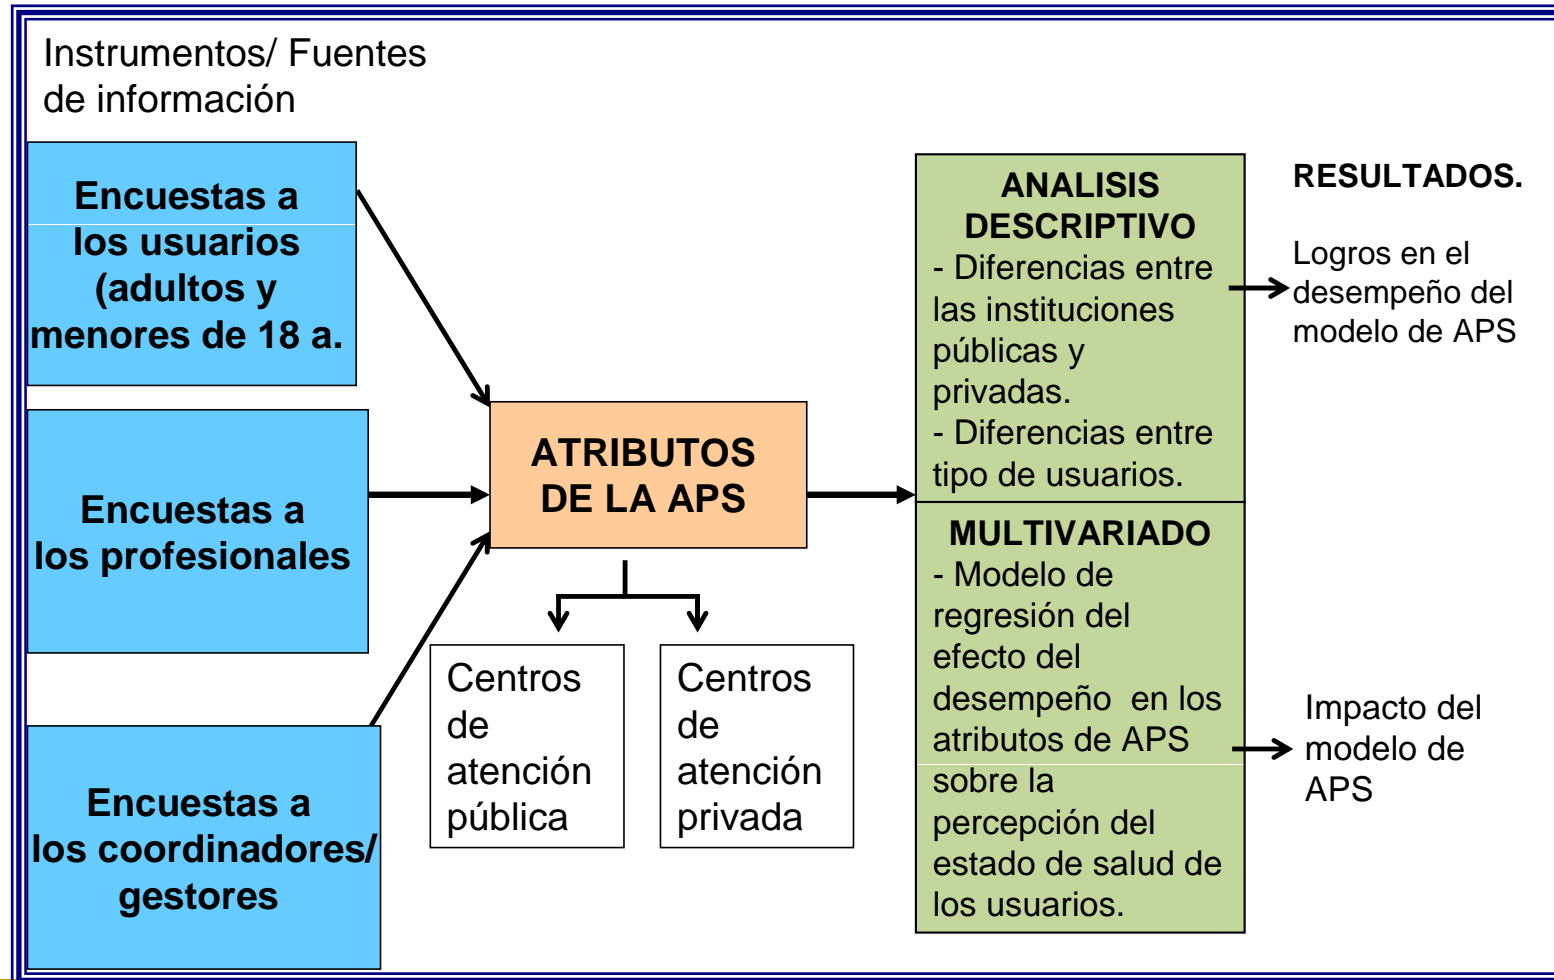 Instrumentos/ Fuentes
de información
Encuestas a
los usuarios
(adultos y
menores de 18 a.
Encuestas a
los profesionales
Encuestas a
los coordinadores/
gestores
ATRIBUTOS
DE LA APS
Centros
de
atención
pública
Centros
de
atención
privada
ANALISIS
DESCRIPTIVO
- Diferencias entre
las instituciones
públicas y
privadas.
- Diferencias entre
tipo de usuarios.
MULTIVARIADO
- Modelo de
regresión del
efecto del
desempeño en los
atributos de APS
sobre la
percepción del
estado de salud de
los usuarios.
RESULTADOS.
Logros en el
desempeño del
modelo de APS
Impacto del
modelo de
APS